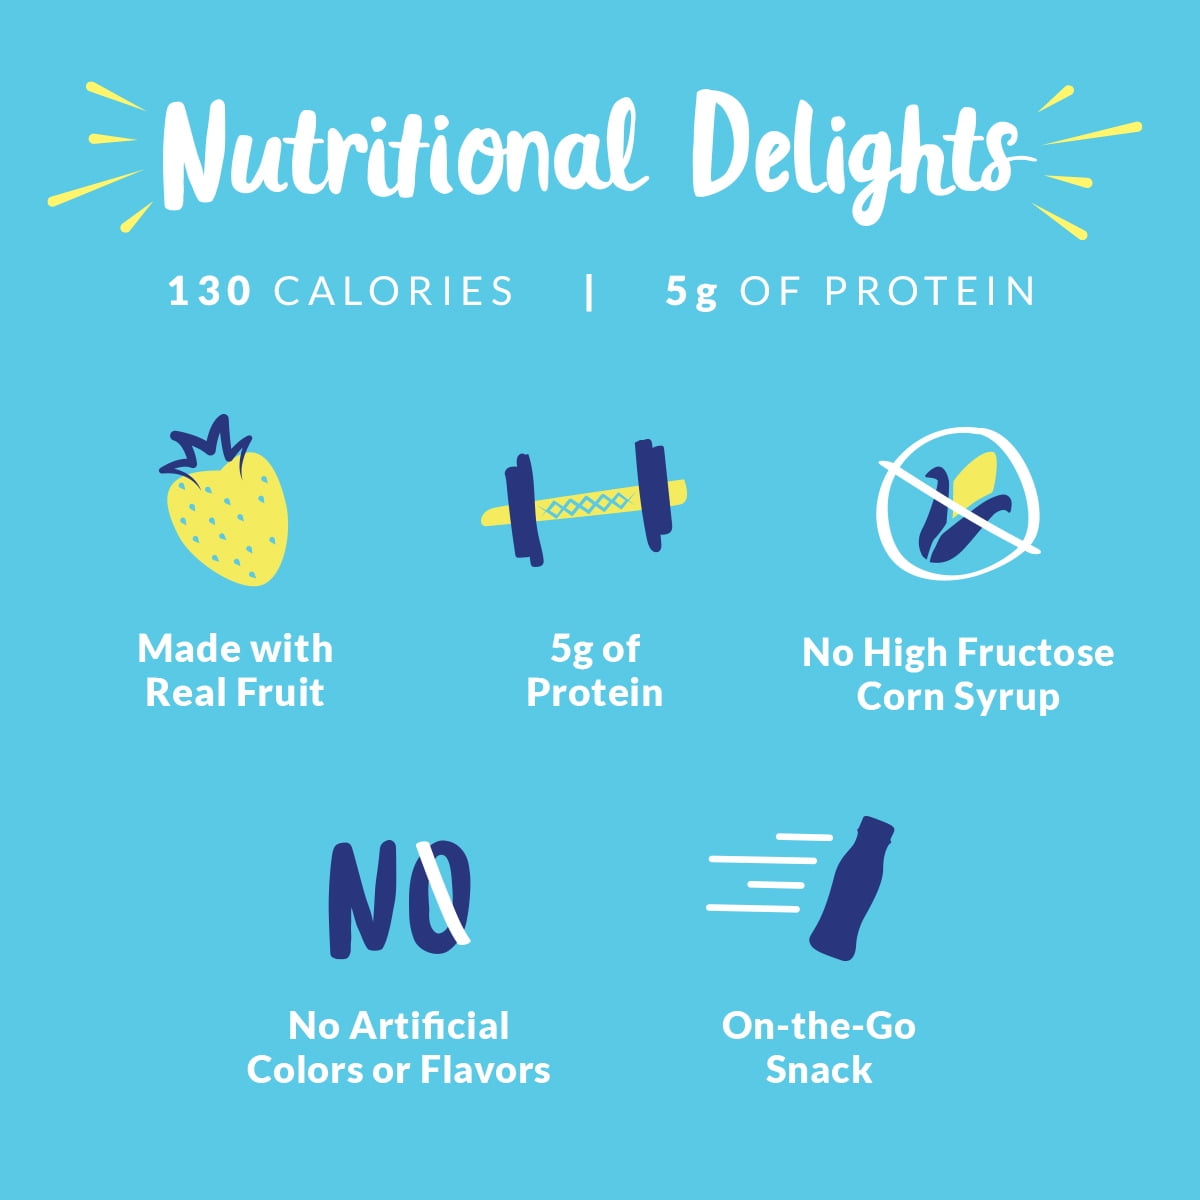 Nutritional Delights
130 CALORIES | 5g OF PROTEIN
Made with
Real Fruit
5g of
Protein
No High Fructose
Corn Syrup
NO
No Artificial
Colors or Flavors
On-the-Go
Snack